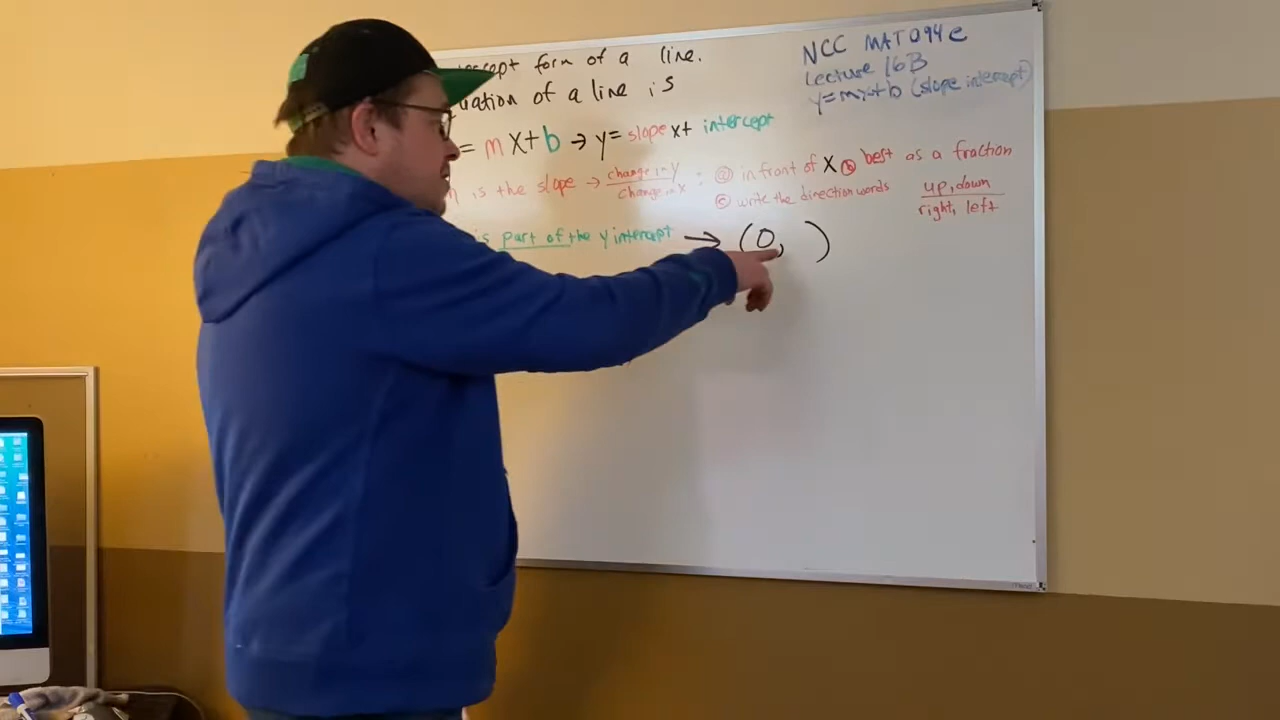 form of a line.
of a line is
= mx+b → y= slope x+ intercept
is the slope → change in y / change in x : ⓐ in front of x ⓑ best as a fraction
ⓒ write the direction words up, down / right, left
is part of the y intercept → (0, )
NCC MAT094e
Lecture 16B
y=mx+b (slope intercept)